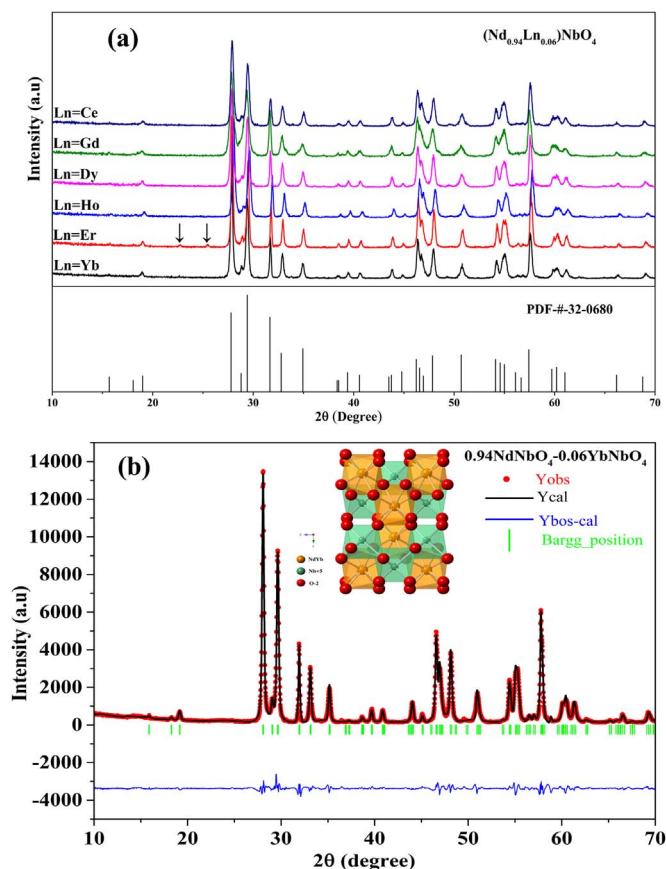 (a)
(Nd0.94Ln0.06)NbO4
Intensity (a.u)
Ln=Ce
Ln=Gd
Ln=Dy
Ln=Ho
Ln=Er
Ln=Yb
PDF-#-32-0680
10 20 30 40 50 60 70
2θ (Degree)
(b)
0.94NdNbO4-0.06YbNbO4
Yobs
Ycal
Ybos-cal
Bargg_position
NdYb
Nb+5
O-2
Intensity (a.u)
14000
12000
10000
8000
6000
4000
2000
0
-2000
-4000
10 20 30 40 50 60 70
2θ (degree)